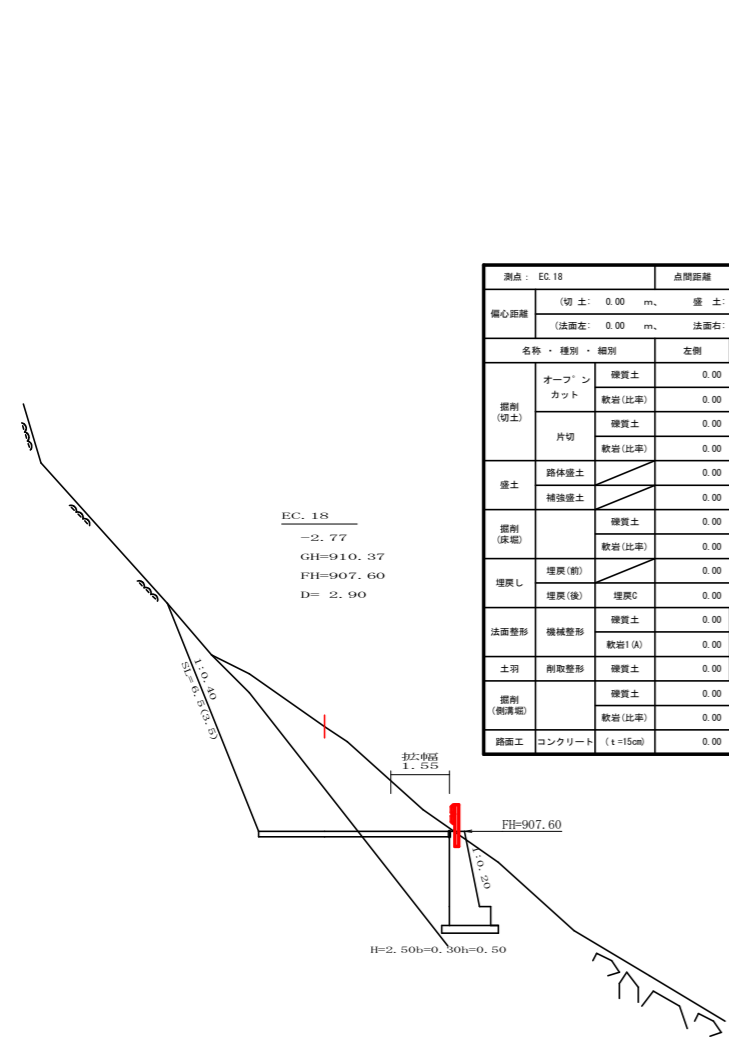 測点： EC.18 点間距離
偏心距離 (切 土： 0.00 m、 盛 土：
(法面左： 0.00 m、 法面右：
名称 ・ 種別 ・ 細別 左側
掘削(切土) オープンカット 礫質土 0.00
軟岩(比率) 0.00
片切 礫質土 0.00
軟岩(比率) 0.00
盛土 路体盛土 0.00
補強盛土 0.00
掘削(床堀) 礫質土 0.00
軟岩(比率) 0.00
埋戻し 埋戻(前) 0.00
埋戻(後) 埋戻C 0.00
法面整形 機械整形 礫質土 0.00
軟岩Ⅰ(A) 0.00
土羽 削取整形 礫質土 0.00
掘削(側溝堀) 礫質土 0.00
軟岩(比率) 0.00
路面工 コンクリート (t=15cm) 0.00
EC. 18
-2. 77
GH=910. 37
FH=907. 60
D= 2. 90
1:0. 40
SL=6. 5(3. 5)
拡幅
1. 55
FH=907. 60
1:0. 20
H=2. 50b=0. 30h=0. 50